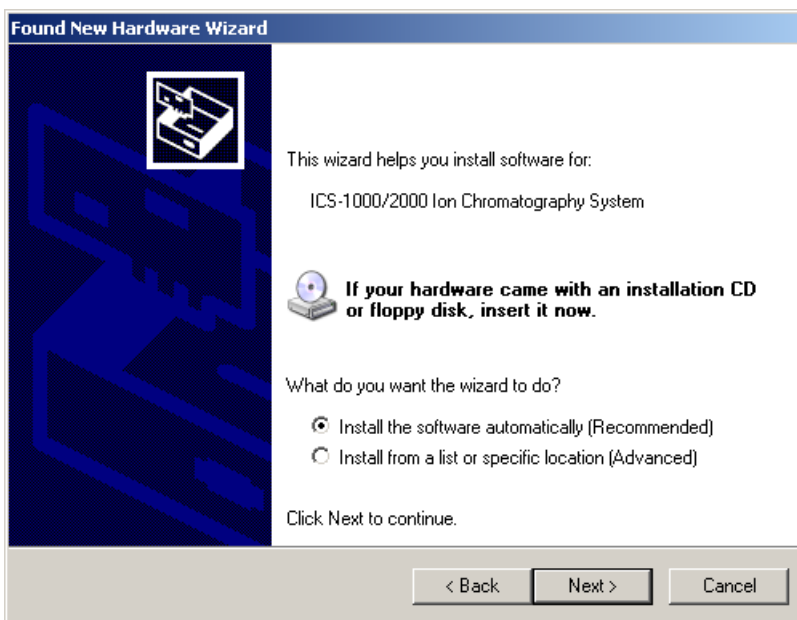 Found New Hardware Wizard
This wizard helps you install software for:
ICS-1000/2000 Ion Chromatography System
If your hardware came with an installation CD
or floppy disk, insert it now.
What do you want the wizard to do?
Install the software automatically (Recommended)
Install from a list or specific location (Advanced)
Click Next to continue.
< Back
Next >
Cancel